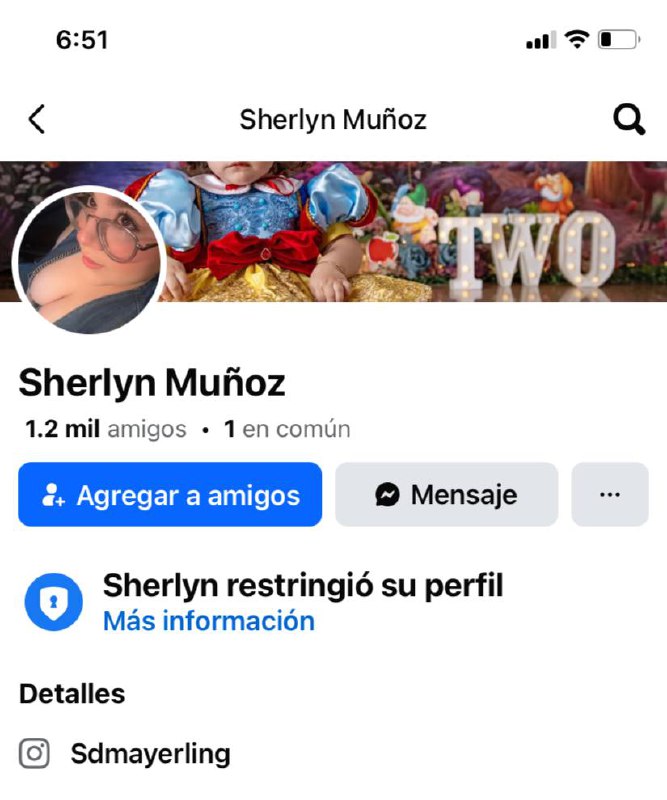 6:51
Sherlyn Muñoz
TWO
Sherlyn Muñoz
1.2 mil amigos • 1 en común
Agregar a amigos
Mensaje
Sherlyn restringió su perfil
Más información
Detalles
Sdmayerling